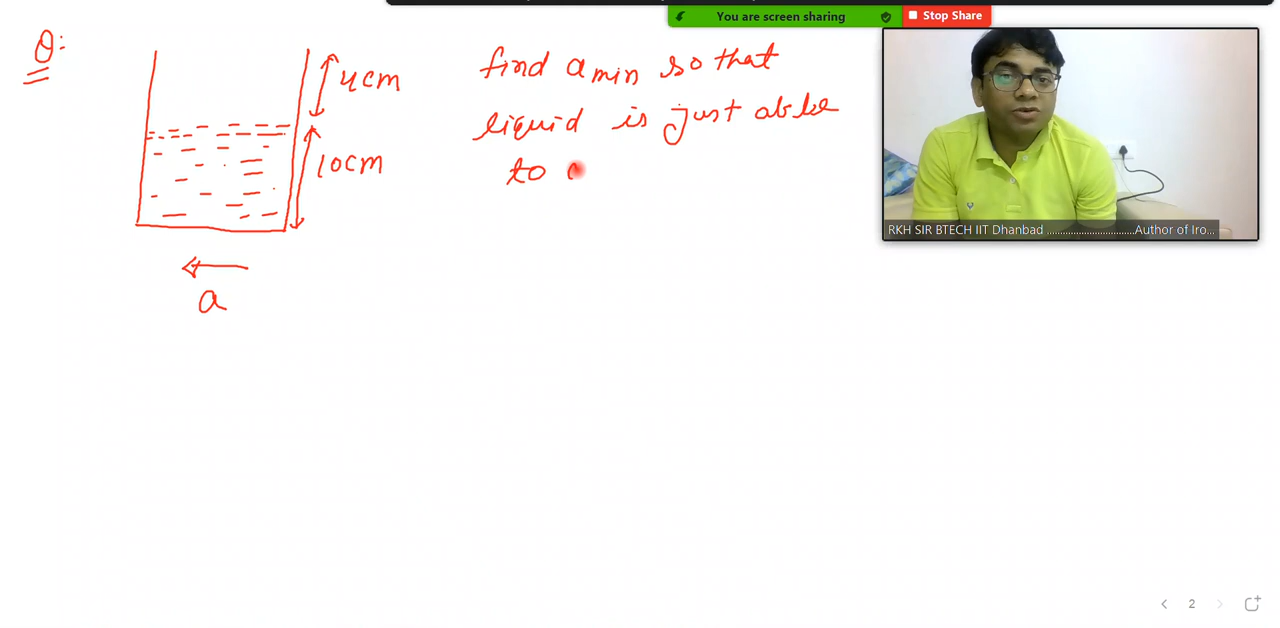 You are screen sharing
Stop Share
Q:
4cm
10cm
a
find amin so that
liquid is just able
to
RKH SIR BTECH IIT Dhanbad ..................................Author of Iro...
2